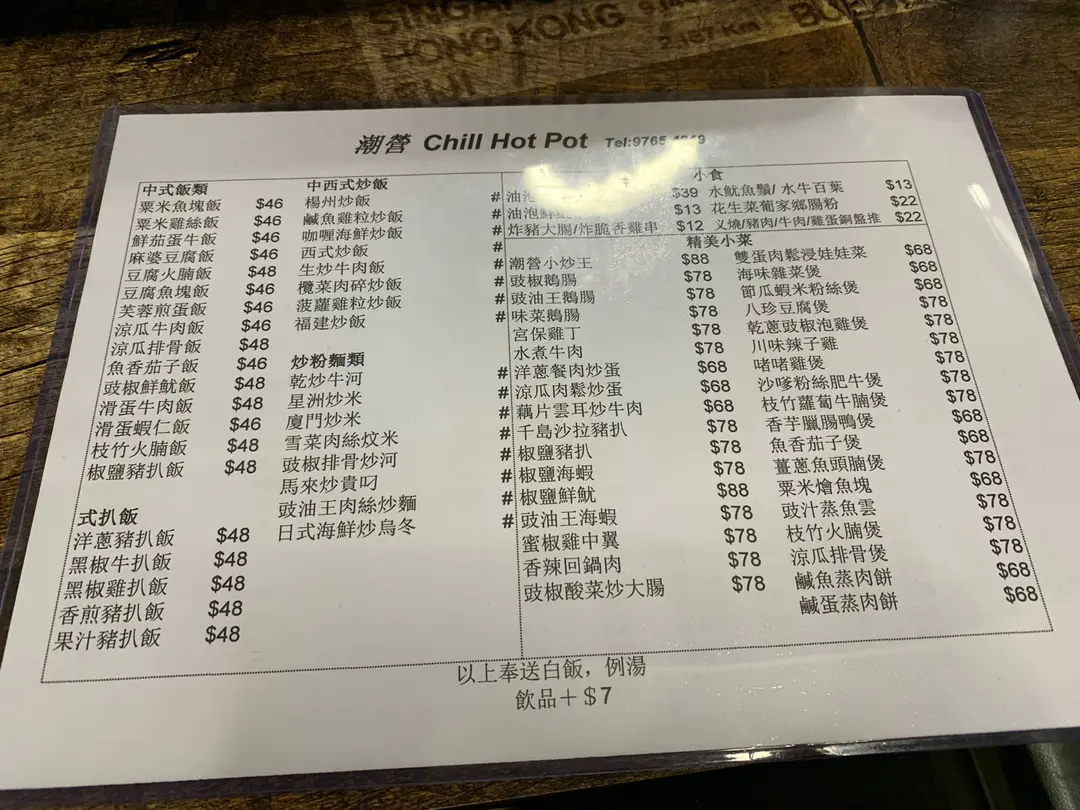 潮營 Chill Hot Pot Tel:9765
中式飯類
粟米魚塊飯 $46
粟米雞絲飯 $46
鮮茄蛋牛飯 $46
麻婆豆腐飯 $46
豆腐火腩飯 $46
豆腐魚塊飯 $46
芙蓉煎蛋飯 $46
涼瓜牛肉飯 $46
涼瓜排骨飯 $48
魚香茄子飯 $46
豉椒鮮魷飯 $48
滑蛋牛肉飯 $48
滑蛋蝦仁飯 $46
枝竹火腩飯 $48
椒鹽豬扒飯 $48
式扒飯
洋蔥豬扒飯 $48
黑椒牛扒飯 $48
黑椒雞扒飯 $48
香煎豬扒飯 $48
果汁豬扒飯 $48
中西式炒飯
楊州炒飯
鹹魚雞粒炒飯
咖喱海鮮炒飯
西式炒飯
生炒牛肉飯
欖菜肉碎炒飯
菠蘿雞粒炒飯
福建炒飯
炒粉麵類
乾炒牛河
星洲炒米
廈門炒米
雪菜肉絲炆米
豉椒排骨炒河
馬來炒貴叼
豉油王肉絲炒麵
日式海鮮炒烏冬
小食
# 油泡 $39 水魷魚鬚/ 水牛百葉 $13
# 油泡鮮 $13 花生菜葡家鄉腸粉 $22
# 炸豬大腸/炸脆香雞串 $12 义燒/豬肉/牛肉/雞蛋銅盤推 $22
精美小菜
#
# 潮營小炒王 $88
# 豉椒鵝腸 $78
# 豉油王鵝腸 $78
# 味菜鵝腸 $78
宮保雞丁 $78
水煮牛肉 $78
# 洋蔥餐肉炒蛋 $68
# 涼瓜肉鬆炒蛋 $68
# 藕片雲耳炒牛肉 $68
# 千島沙拉豬扒 $78
# 椒鹽豬扒 $78
# 椒鹽海蝦 $78
# 椒鹽鮮魷 $88
# 豉油王海蝦 $78
蜜椒雞中翼 $78
香辣回鍋肉 $78
豉椒酸菜炒大腸 $78
雙蛋肉鬆浸娃娃菜 $68
海味雜菜煲 $68
節瓜蝦米粉絲煲 $78
八珍豆腐煲 $78
乾蔥豉椒泡雞煲 $78
川味辣子雞 $78
啫啫雞煲 $78
沙嗲粉絲肥牛煲 $78
枝竹蘿蔔牛腩煲 $78
香芋臘腸鴨煲 $68
魚香茄子煲 $68
薑蔥魚頭腩煲 $78
粟米燴魚塊 $68
豉汁蒸魚雲 $78
枝竹火腩煲 $78
涼瓜排骨煲 $78
鹹魚蒸肉餅 $68
鹹蛋蒸肉餅 $68
以上奉送白飯，例湯
飲品＋$7